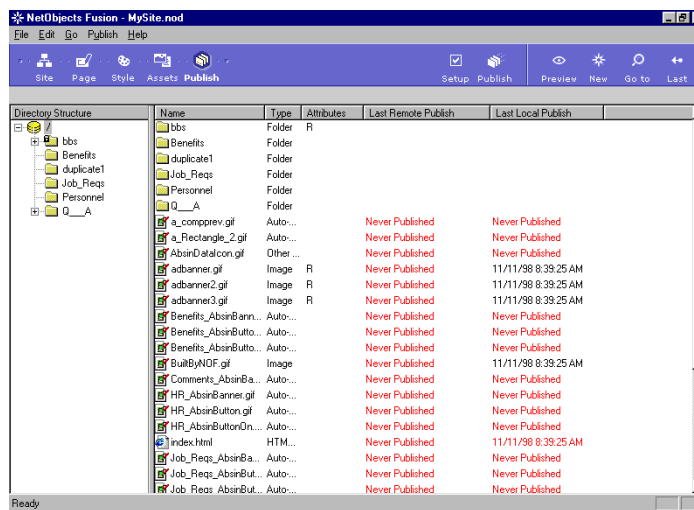 NetObjects Fusion - MySite.nod
File Edit Go Publish Help
Site Page Style Assets Publish Setup Publish Preview New Go to Last
Directory Structure Name Type Attributes Last Remote Publish Last Local Publish
/ bbs Folder R
bbs Benefits Folder
Benefits duplicate1 Folder
duplicate1 Job_Reqs Folder
Job_Reqs Personnel Folder
Personnel Q___A Folder
Q___A a_compprev.gif Auto-... Never Published Never Published
a_Rectangle_2.gif Auto-... Never Published Never Published
AbsinDataIcon.gif Other ... Never Published Never Published
adbanner.gif Image R Never Published 11/11/98 8:39:25 AM
adbanner2.gif Image R Never Published 11/11/98 8:39:25 AM
adbanner3.gif Image R Never Published 11/11/98 8:39:25 AM
Benefits_AbsinBann... Auto-... Never Published Never Published
Benefits_AbsinButto... Auto-... Never Published Never Published
Benefits_AbsinButto... Auto-... Never Published Never Published
BuiltByNOF.gif Image Never Published 11/11/98 8:39:25 AM
Comments_AbsinBa... Auto-... Never Published Never Published
HR_AbsinBanner.gif Auto-... Never Published Never Published
HR_AbsinButton.gif Auto-... Never Published Never Published
HR_AbsinButtonOn.... Auto-... Never Published Never Published
index.html HTM... Never Published 11/11/98 8:39:25 AM
Job_Reqs_AbsinBa... Auto-... Never Published Never Published
Job_Reqs_AbsinBut... Auto-... Never Published Never Published
Job_Reqs_AbsinBut... Auto-... Never Published Never Published
Ready